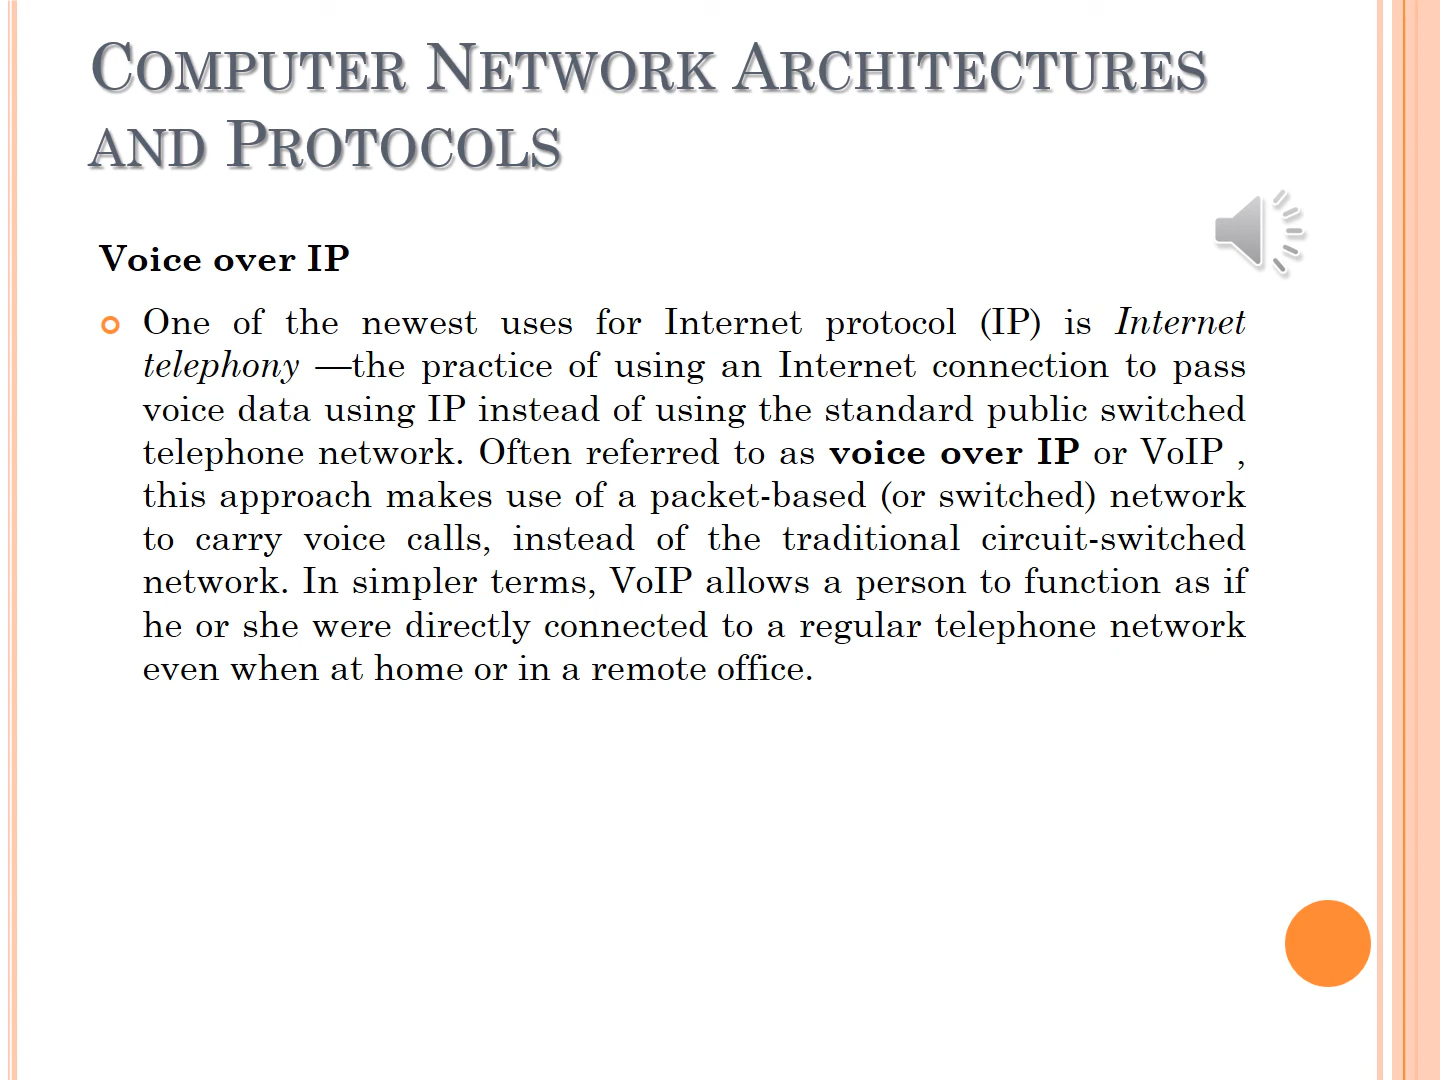 COMPUTER NETWORK ARCHITECTURES
AND PROTOCOLS
Voice over IP
One of the newest uses for Internet protocol (IP) is Internet
telephony —the practice of using an Internet connection to pass
voice data using IP instead of using the standard public switched
telephone network. Often referred to as voice over IP or VoIP ,
this approach makes use of a packet-based (or switched) network
to carry voice calls, instead of the traditional circuit-switched
network. In simpler terms, VoIP allows a person to function as if
he or she were directly connected to a regular telephone network
even when at home or in a remote office.